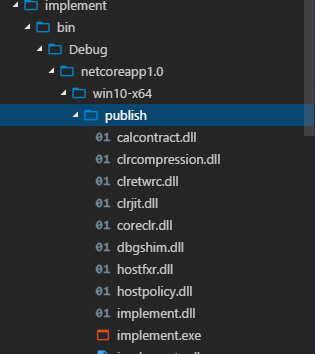 implement
bin
Debug
netcoreapp1.0
win10-x64
publish
01 calcontract.dll
01 clrcompression.dll
01 clretwrc.dll
01 clrjit.dll
01 coreclr.dll
01 dbgshim.dll
01 hostfxr.dll
01 hostpolicy.dll
01 implement.dll
implement.exe